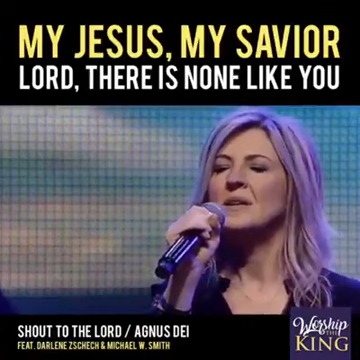 MY JESUS, MY SAVIOR
LORD, THERE IS NONE LIKE YOU
SHOUT TO THE LORD / AGNUS DEI
FEAT. DARLENE ZSCHECH & MICHAEL W. SMITH
Worship
THE
KING